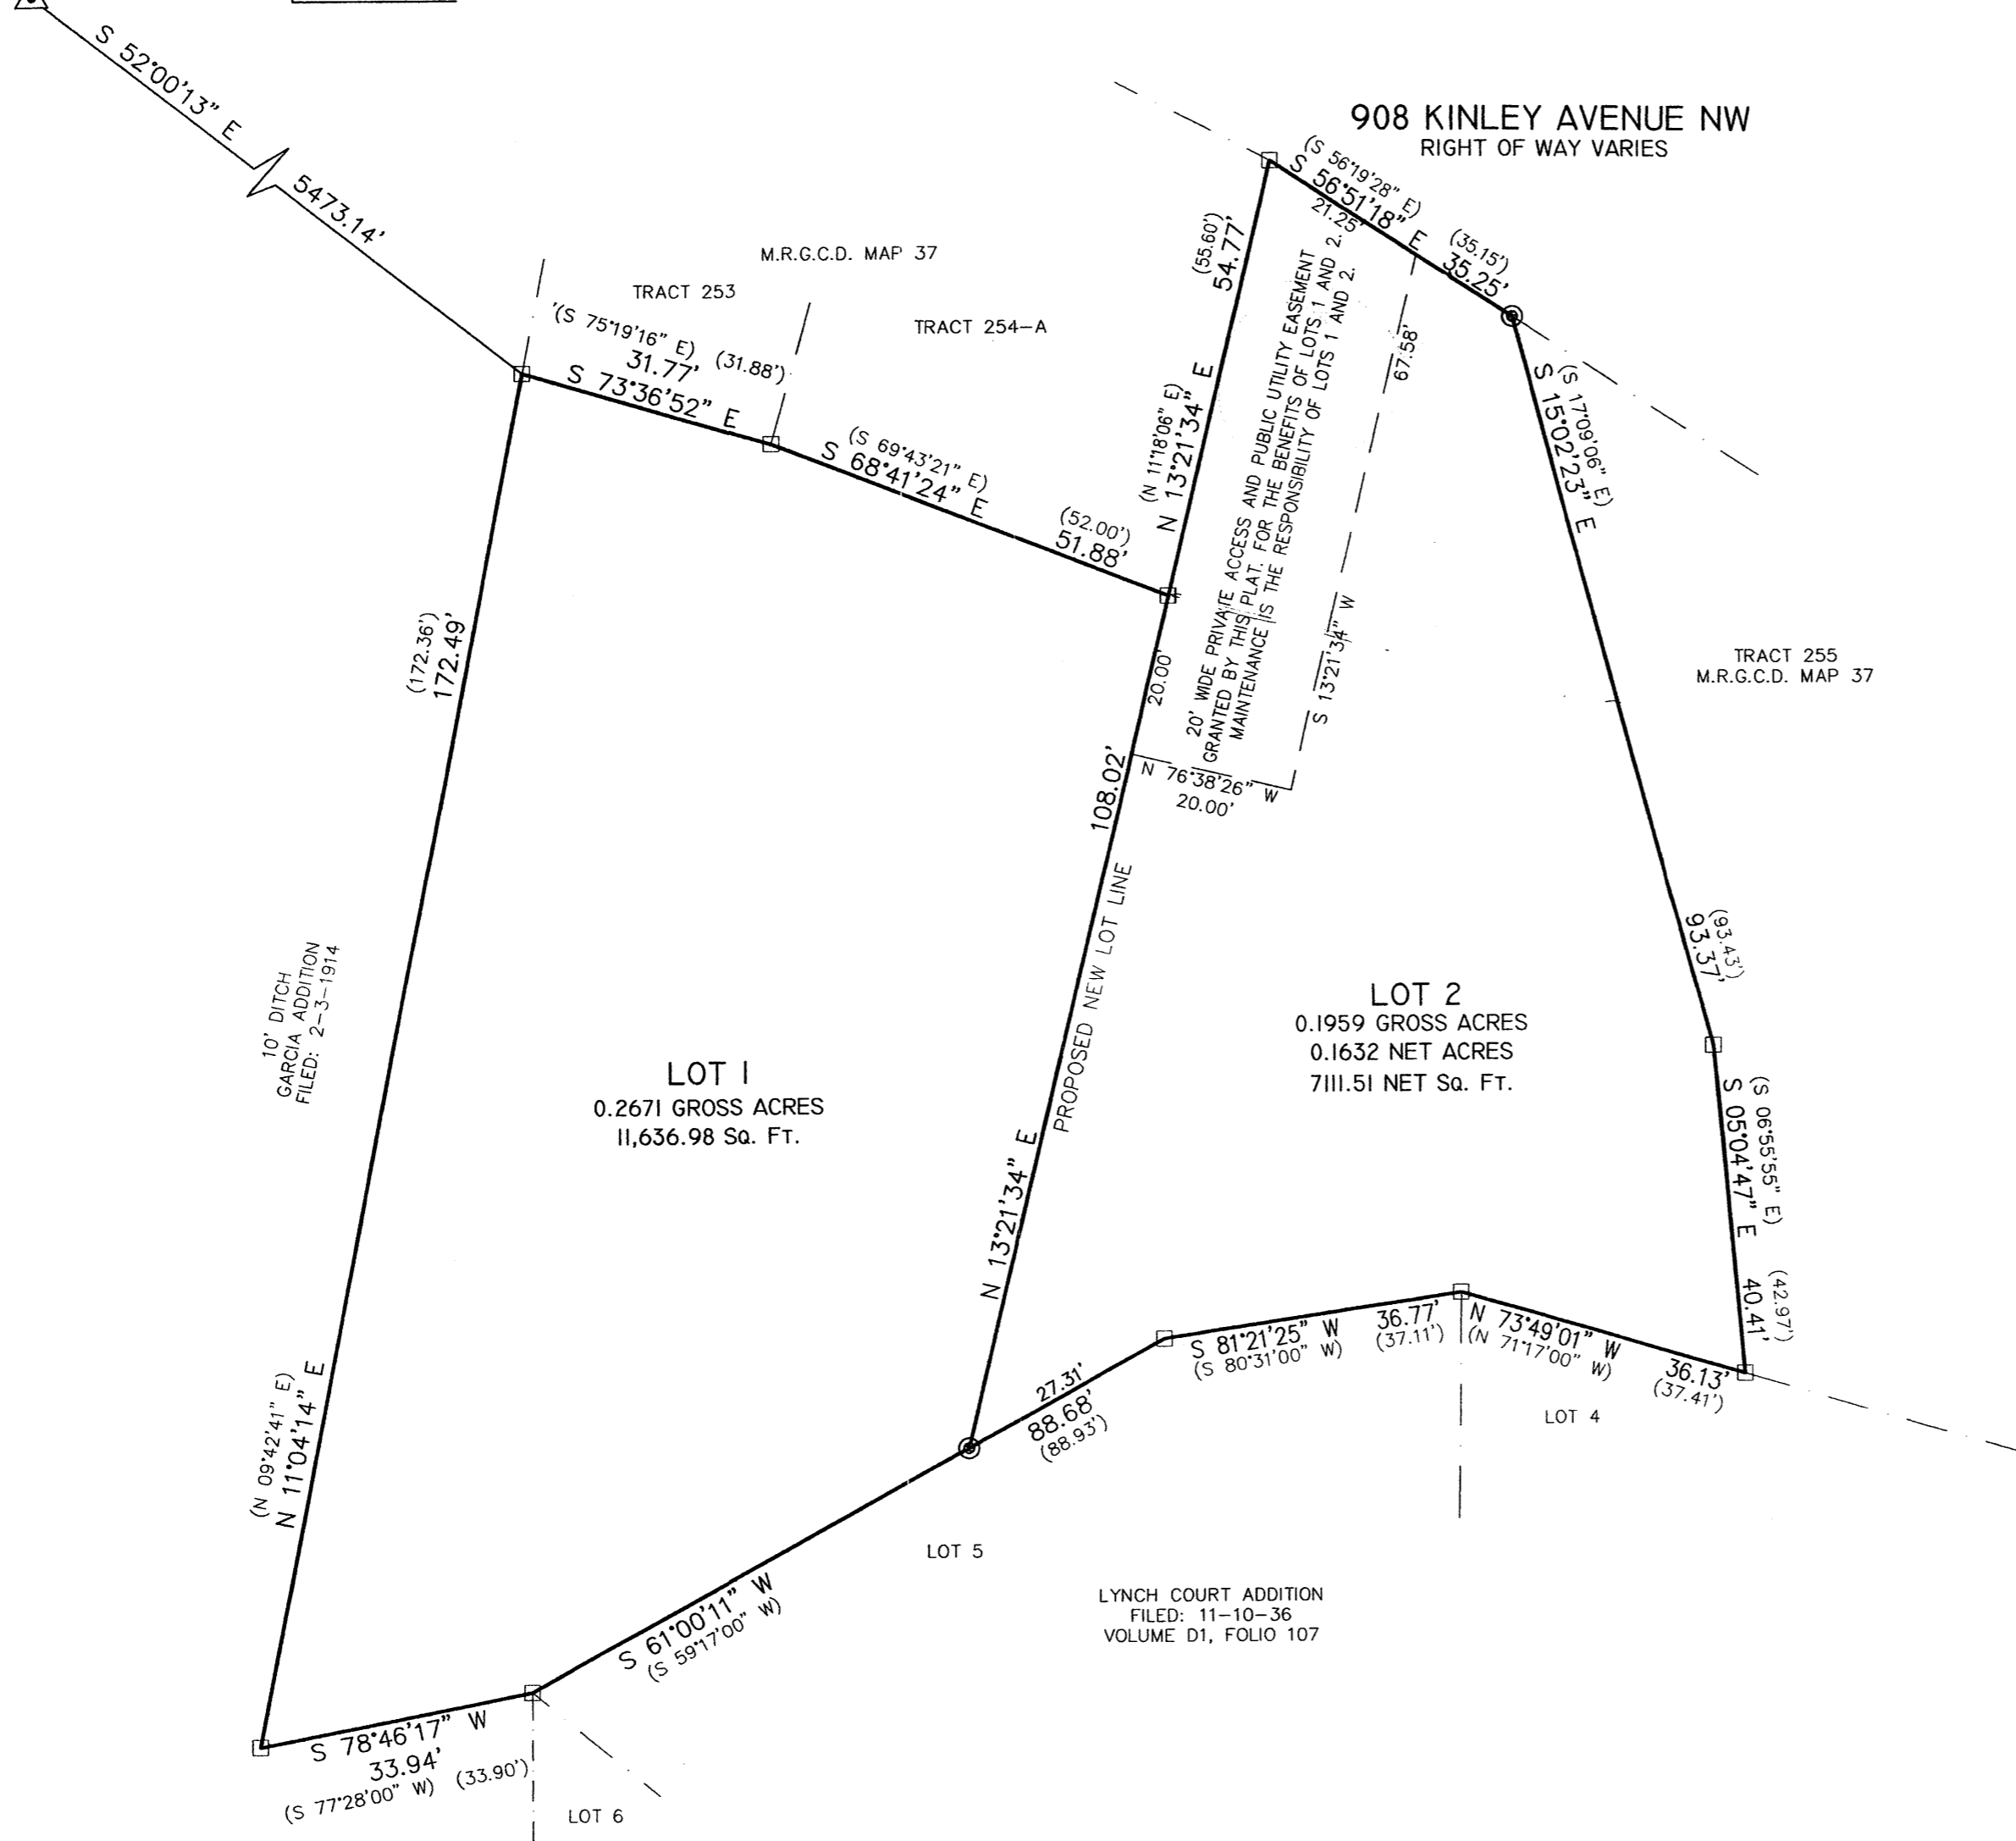 S 52°00'13" E
5473.14'
908 KINLEY AVENUE NW
RIGHT OF WAY VARIES
(S 56°19'28" E)
S 56°51'18" E
21.25'
(35.15')
35.25'
M.R.G.C.D. MAP 37
TRACT 253
TRACT 254-A
(S 75°19'16" E) (31.88')
31.77'
S 73°36'52" E
(S 69°43'21" E)
S 68°41'24" E
(52.00')
51.88'
(55.60')
54.77'
(N 11°18'06" E)
N 13°21'34" E
20' WIDE PRIVATE ACCESS AND PUBLIC UTILITY EASEMENT
GRANTED BY THIS PLAT. FOR THE BENEFITS OF LOTS 1 AND 2.
MAINTENANCE IS THE RESPONSIBILITY OF LOTS 1 AND 2.
67.58'
S 13°21'34" W
(S 17°09'06" E)
S 15°02'23" E
TRACT 255
M.R.G.C.D. MAP 37
(172.36')
172.49'
20.00'
N 76°38'26" W
20.00'
108.02'
PROPOSED NEW LOT LINE
N 13°21'34" E
(93.43')
93.37'
10' DITCH
GARCIA ADDITION
FILED: 2-3-1914
LOT 1
0.2671 GROSS ACRES
11,636.98 SQ. FT.
LOT 2
0.1959 GROSS ACRES
0.1632 NET ACRES
7111.51 NET SQ. FT.
(S 06°55'55" E)
S 05°04'47" E
(42.97')
40.41'
(N 09°42'41" E)
N 11°04'14" E
S 81°21'25" W
(S 80°31'00" W)
36.77'
(37.11')
N 73°49'01" W
(N 71°17'00" W)
36.13'
(37.41')
LOT 4
27.31'
88.68'
(88.93')
LOT 5
S 61°00'11" W
(S 59°17'00" W)
LYNCH COURT ADDITION
FILED: 11-10-36
VOLUME D1, FOLIO 107
S 78°46'17" W
33.94'
(S 77°28'00" W) (33.90')
LOT 6